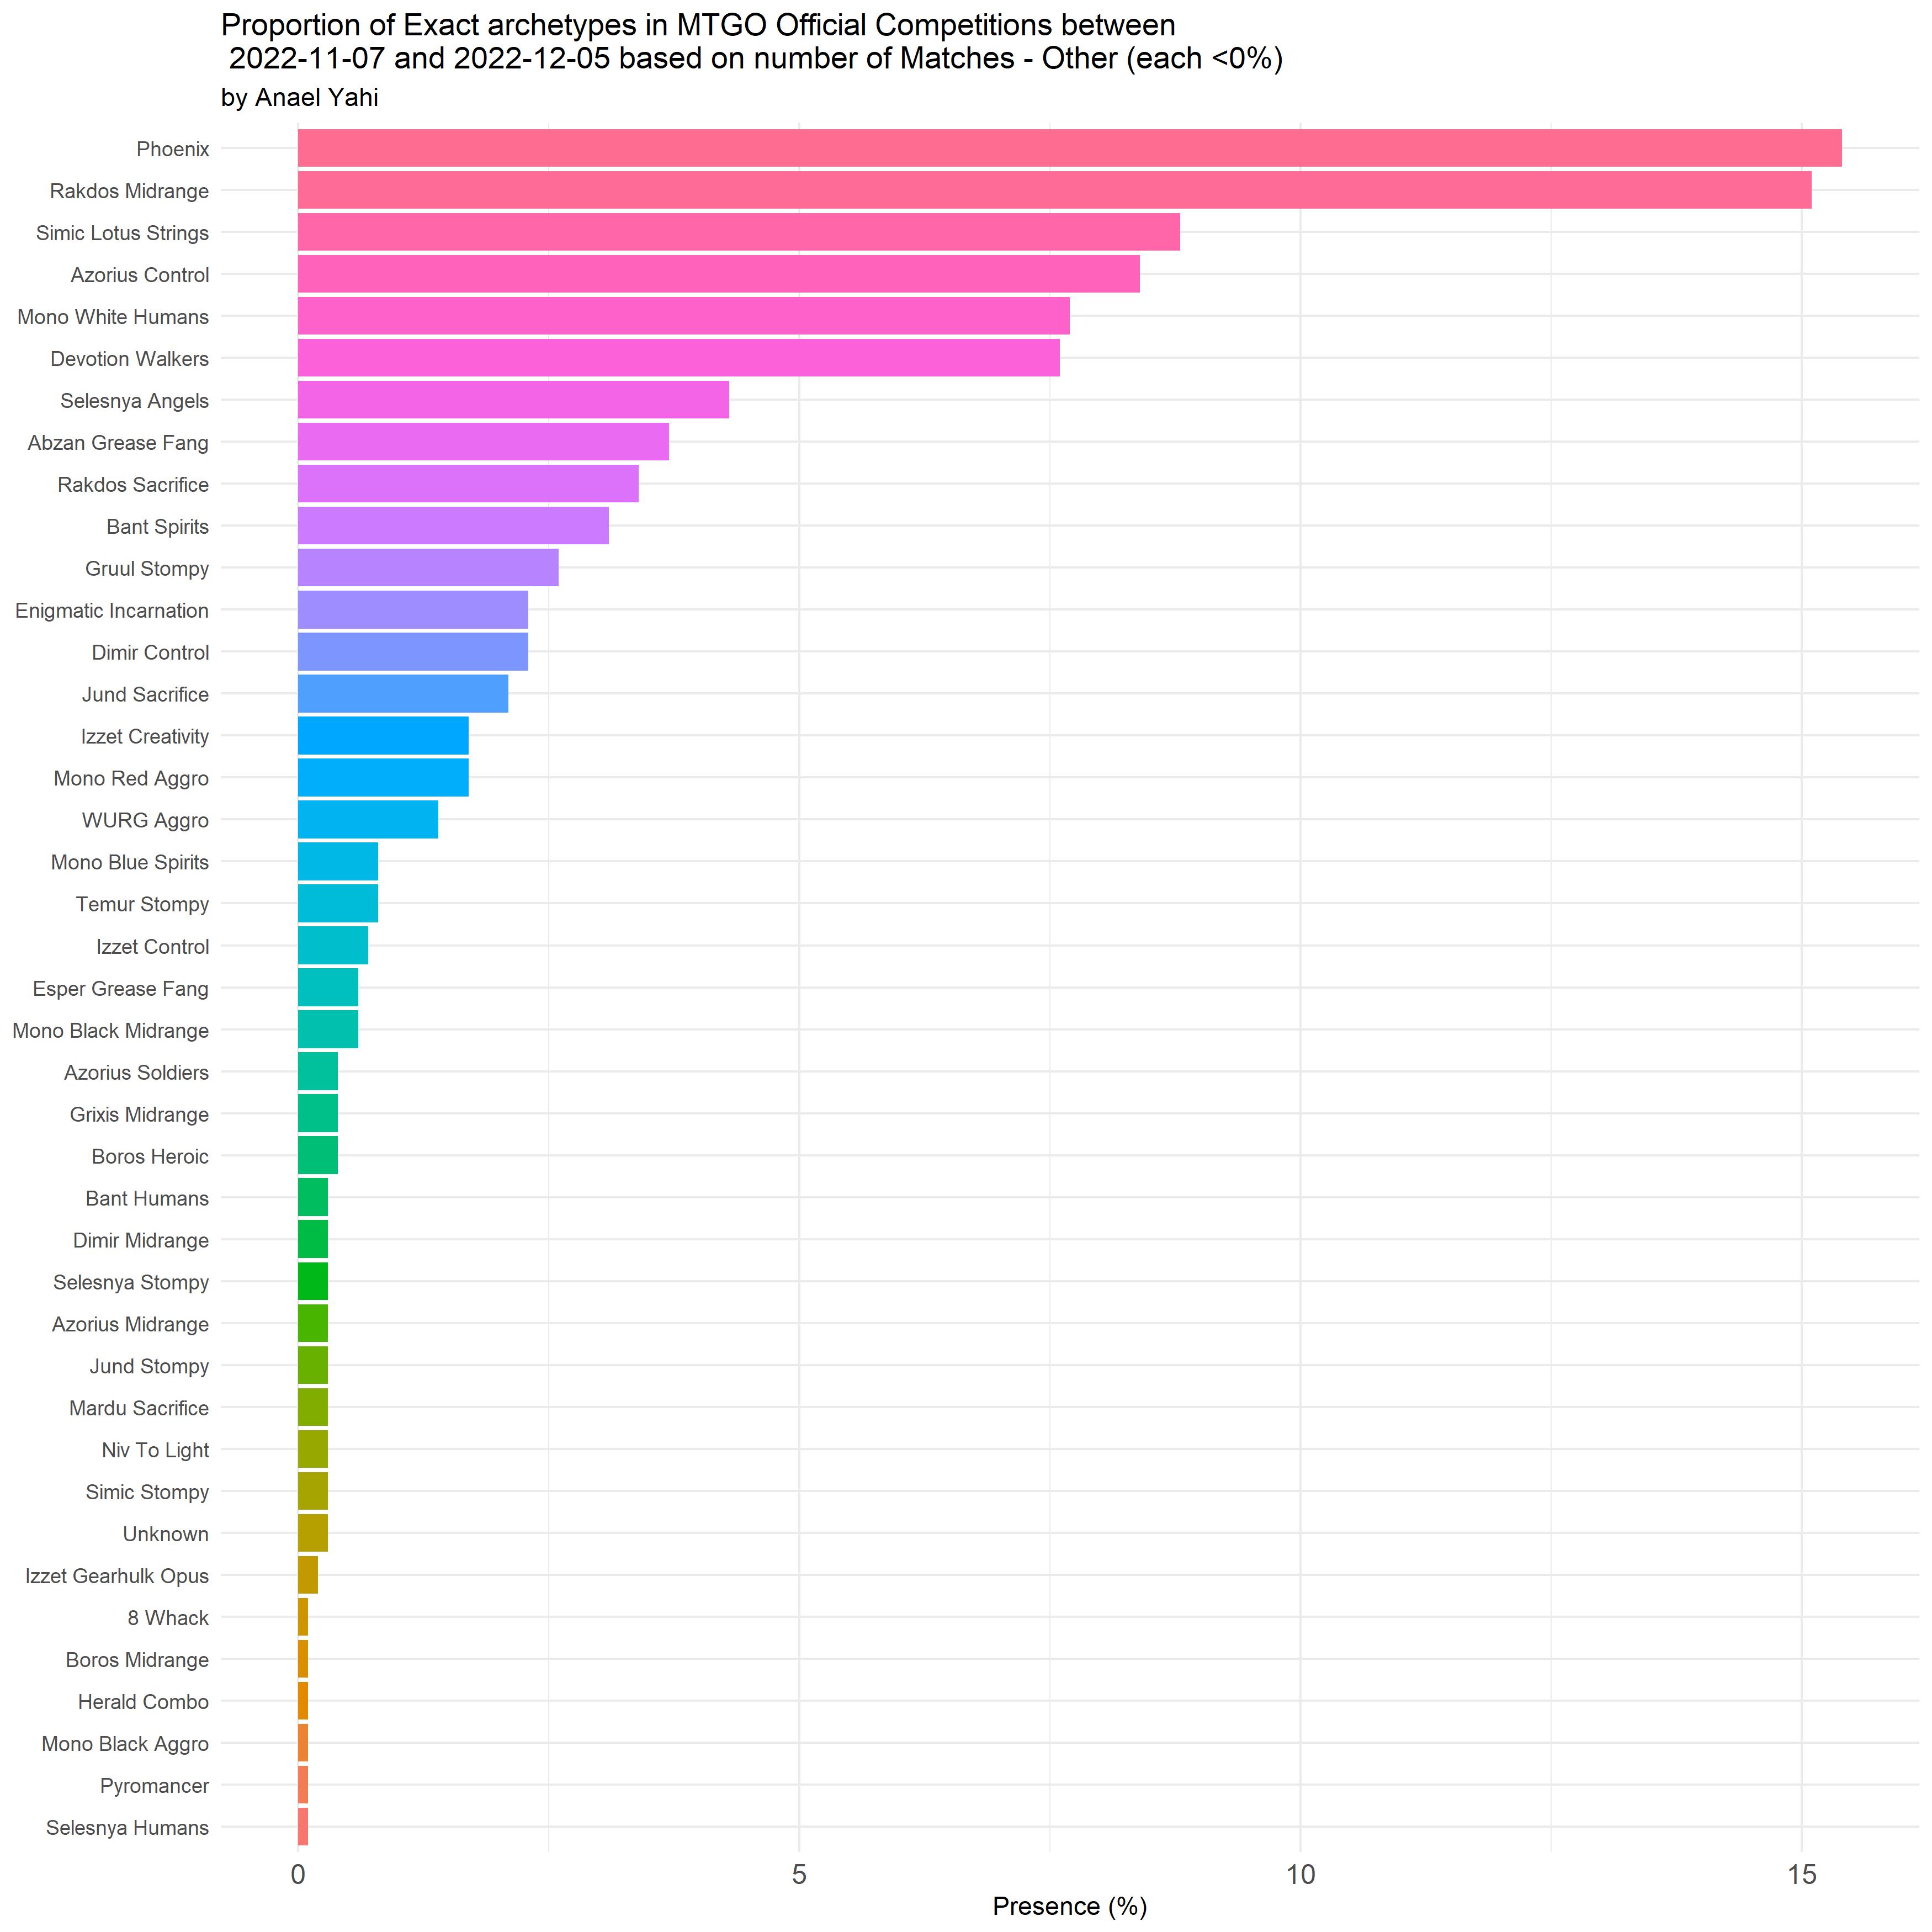 Proportion of Exact archetypes in MTGO Official Competitions between
2022-11-07 and 2022-12-05 based on number of Matches - Other (each <0%)
by Anael Yahi
Phoenix
Rakdos Midrange
Simic Lotus Strings
Azorius Control
Mono White Humans
Devotion Walkers
Selesnya Angels
Abzan Grease Fang
Rakdos Sacrifice
Bant Spirits
Gruul Stompy
Enigmatic Incarnation
Dimir Control
Jund Sacrifice
Izzet Creativity
Mono Red Aggro
WURG Aggro
Mono Blue Spirits
Temur Stompy
Izzet Control
Esper Grease Fang
Mono Black Midrange
Azorius Soldiers
Grixis Midrange
Boros Heroic
Bant Humans
Dimir Midrange
Selesnya Stompy
Azorius Midrange
Jund Stompy
Mardu Sacrifice
Niv To Light
Simic Stompy
Unknown
Izzet Gearhulk Opus
8 Whack
Boros Midrange
Herald Combo
Mono Black Aggro
Pyromancer
Selesnya Humans
0 5 10 15
Presence (%)